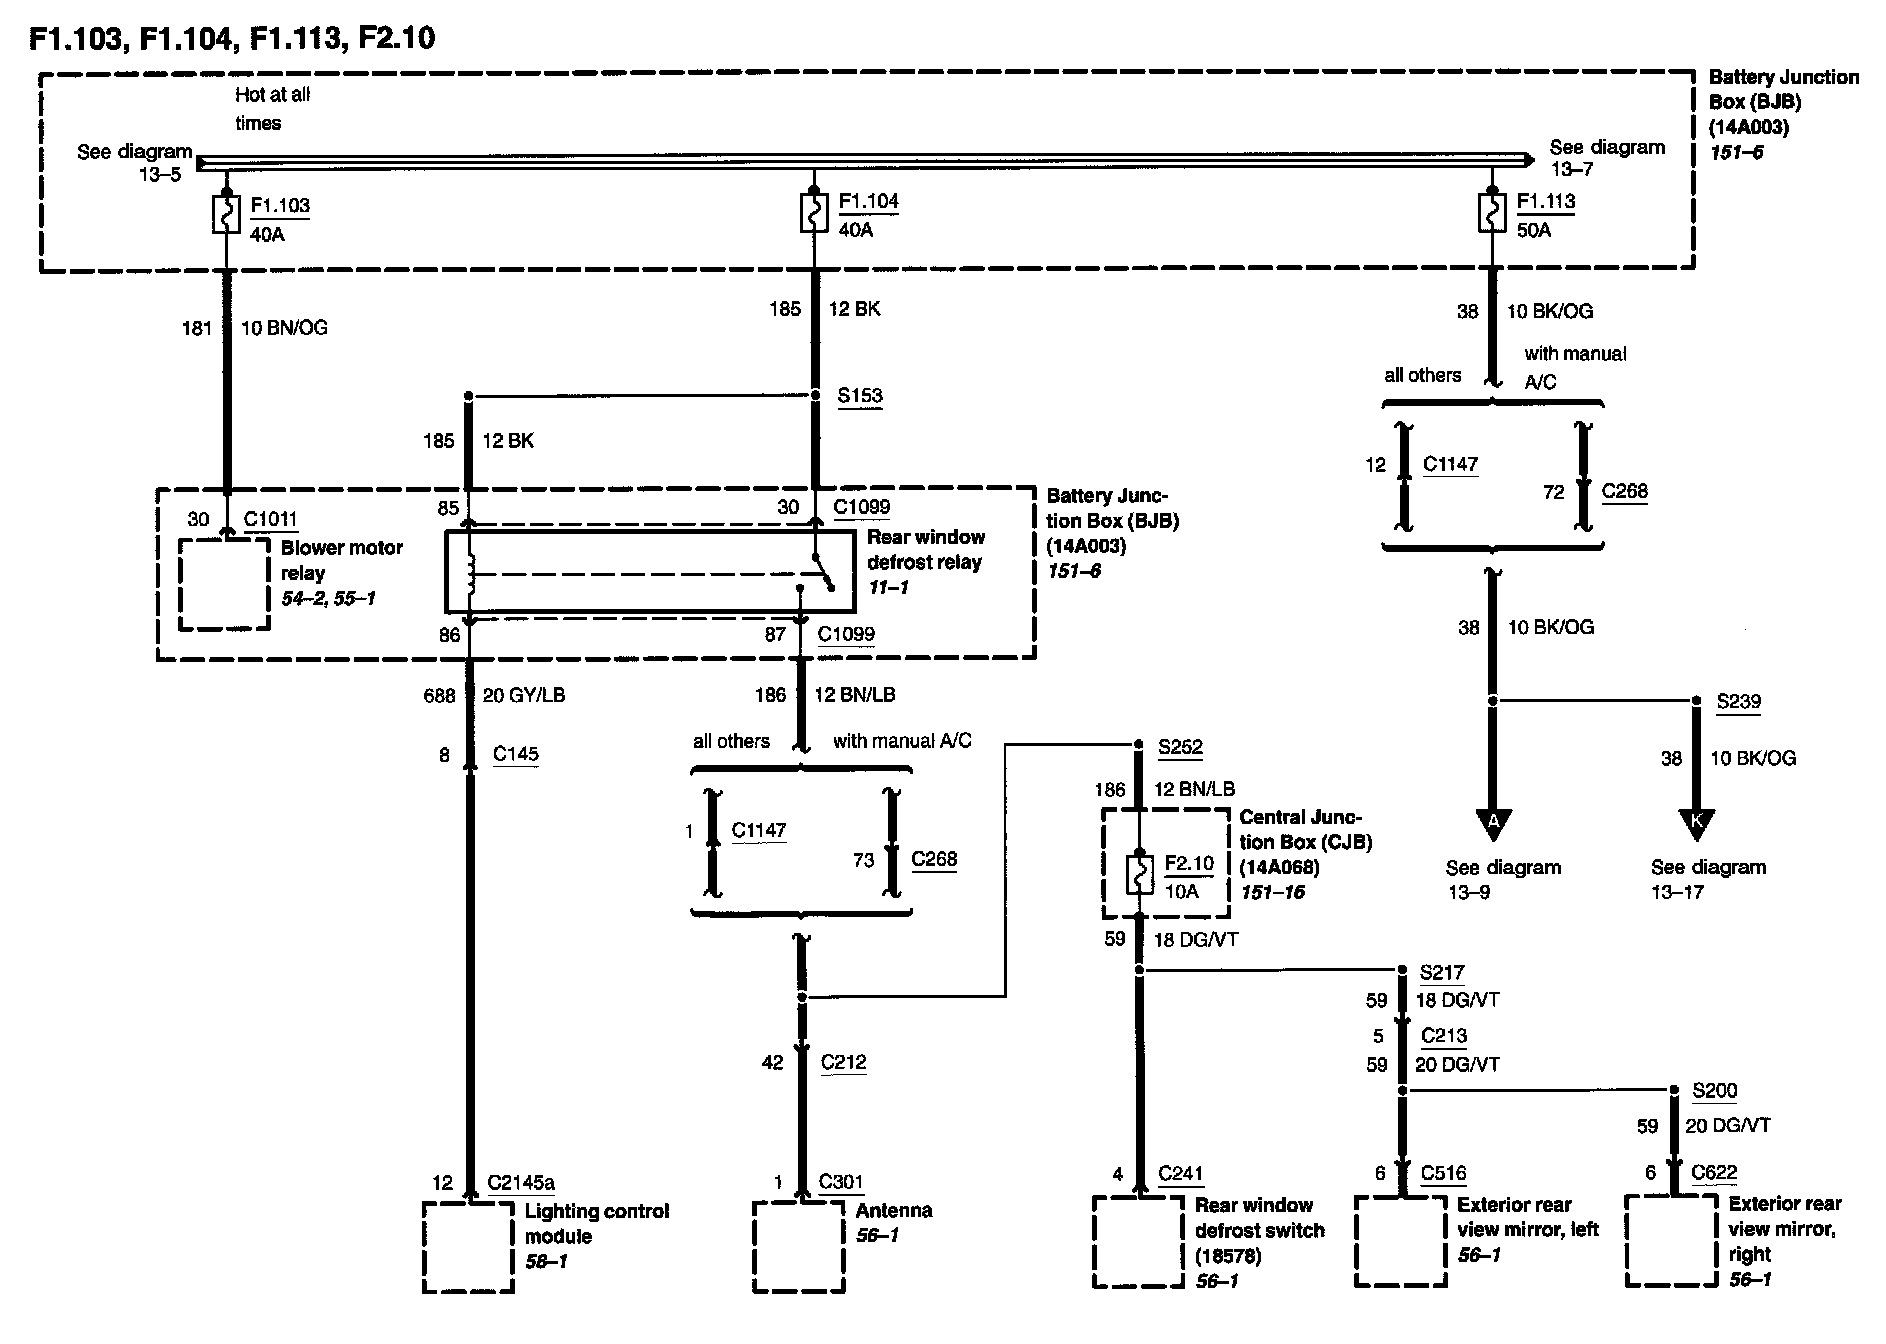 F1.103, F1.104, F1.113, F2.10
Hot at all
times
Battery Junction
Box (BJB)
(14A003)
151–6
See diagram
13–5
See diagram
13–7
F1.103
40A
F1.104
40A
F1.113
50A
181
10 BN/OG
185
12 BK
38
10 BK/OG
all others
with manual
A/C
S153
185
12 BK
12
C1147
72
C268
30
C1011
85
30
C1099
Battery Junc-
tion Box (BJB)
(14A003)
151–6
Blower motor
relay
54–2, 55–1
Rear window
defrost relay
11–1
86
87
C1099
38
10 BK/OG
688
20 GY/LB
186
12 BN/LB
S239
8
C145
all others
with manual A/C
S252
38
10 BK/OG
186
12 BN/LB
1
C1147
73
C268
Central Junc-
tion Box (CJB)
(14A068)
151–16
F2.10
10A
A
K
See diagram
13–9
See diagram
13–17
59
18 DG/VT
S217
59
18 DG/VT
5
C213
59
20 DG/VT
42
C212
S200
59
20 DG/VT
12
C2145a
1
C301
4
C241
6
C516
6
C622
Lighting control
module
58–1
Antenna
56–1
Rear window
defrost switch
(18578)
56–1
Exterior rear
view mirror, left
56–1
Exterior rear
view mirror,
right
56–1